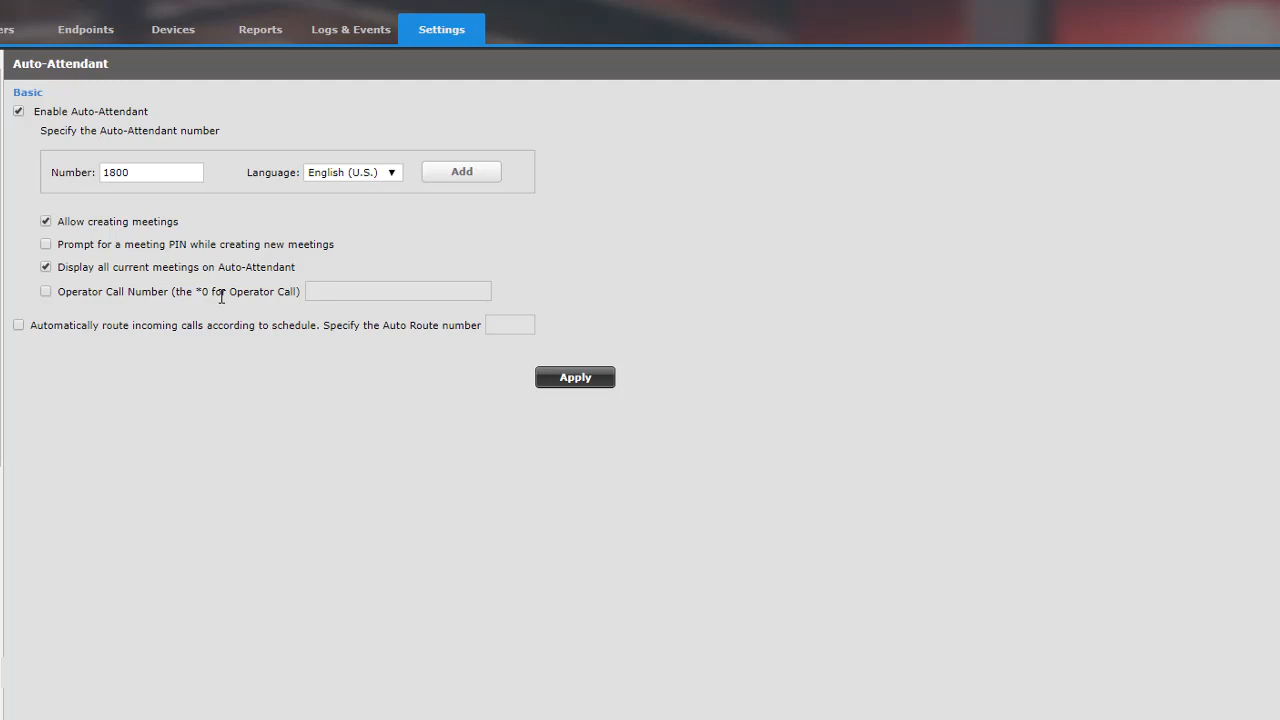 ers Endpoints Devices Reports Logs & Events Settings
Auto-Attendant
Basic
Enable Auto-Attendant
Specify the Auto-Attendant number
Number: 1800 Language: English (U.S.) Add
Allow creating meetings
Prompt for a meeting PIN while creating new meetings
Display all current meetings on Auto-Attendant
Operator Call Number (the *0 for Operator Call)
Automatically route incoming calls according to schedule. Specify the Auto Route number
Apply